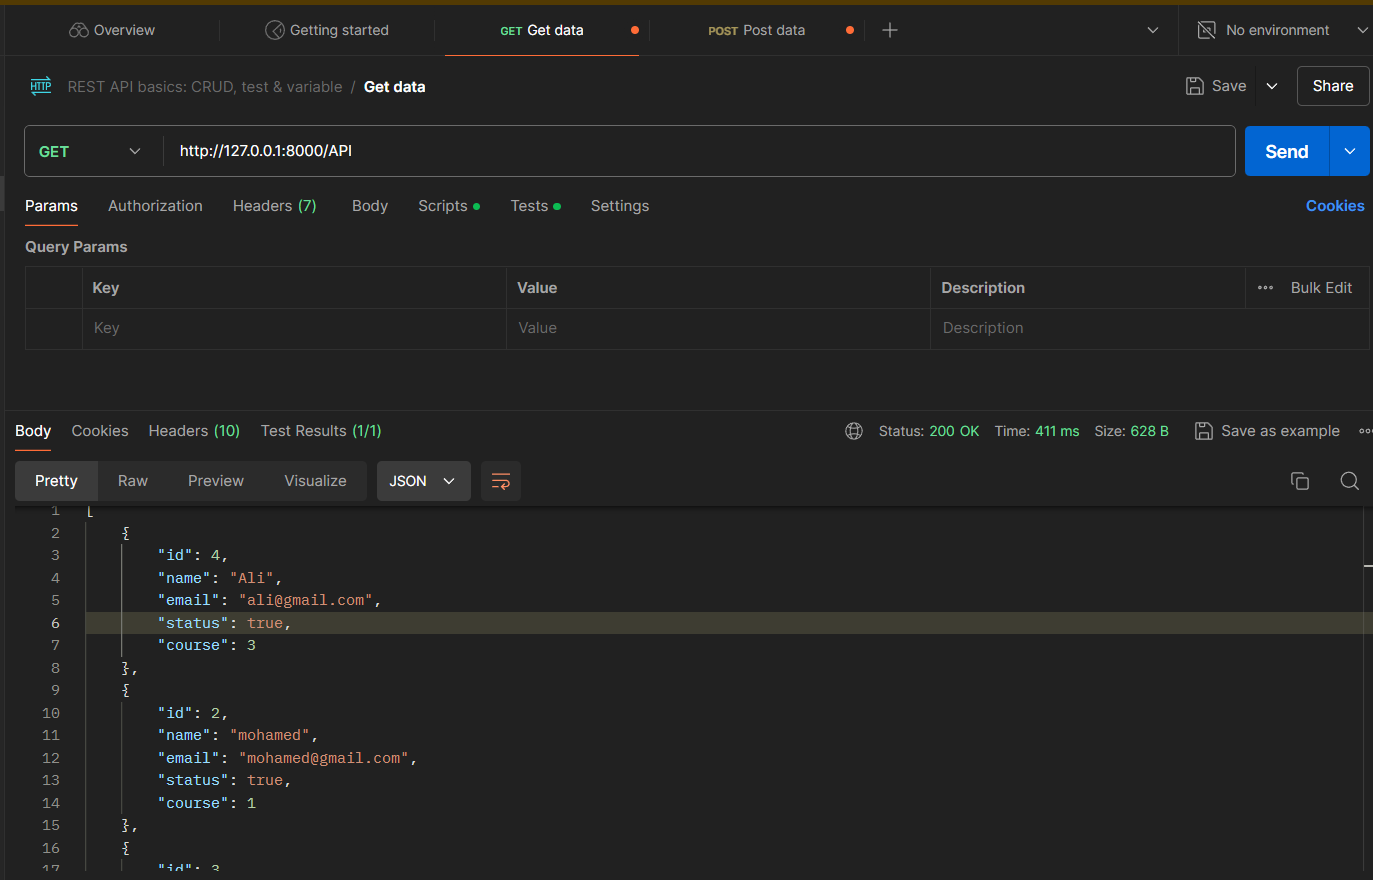 Overview Getting started GET Get data POST Post data No environment
HTTP REST API basics: CRUD, test & variable / Get data Save Share
GET http://127.0.0.1:8000/API Send
Params Authorization Headers (7) Body Scripts Tests Settings Cookies
Query Params
Key Value Description ••• Bulk Edit
Key Value Description
Body Cookies Headers (10) Test Results (1/1) Status: 200 OK Time: 411 ms Size: 628 B Save as example
Pretty Raw Preview Visualize JSON
1 [
2 {
3 "id": 4,
4 "name": "Ali",
5 "email": "ali@gmail.com",
6 "status": true,
7 "course": 3
8 },
9 {
10 "id": 2,
11 "name": "mohamed",
12 "email": "mohamed@gmail.com",
13 "status": true,
14 "course": 1
15 },
16 {
17 "id": 3